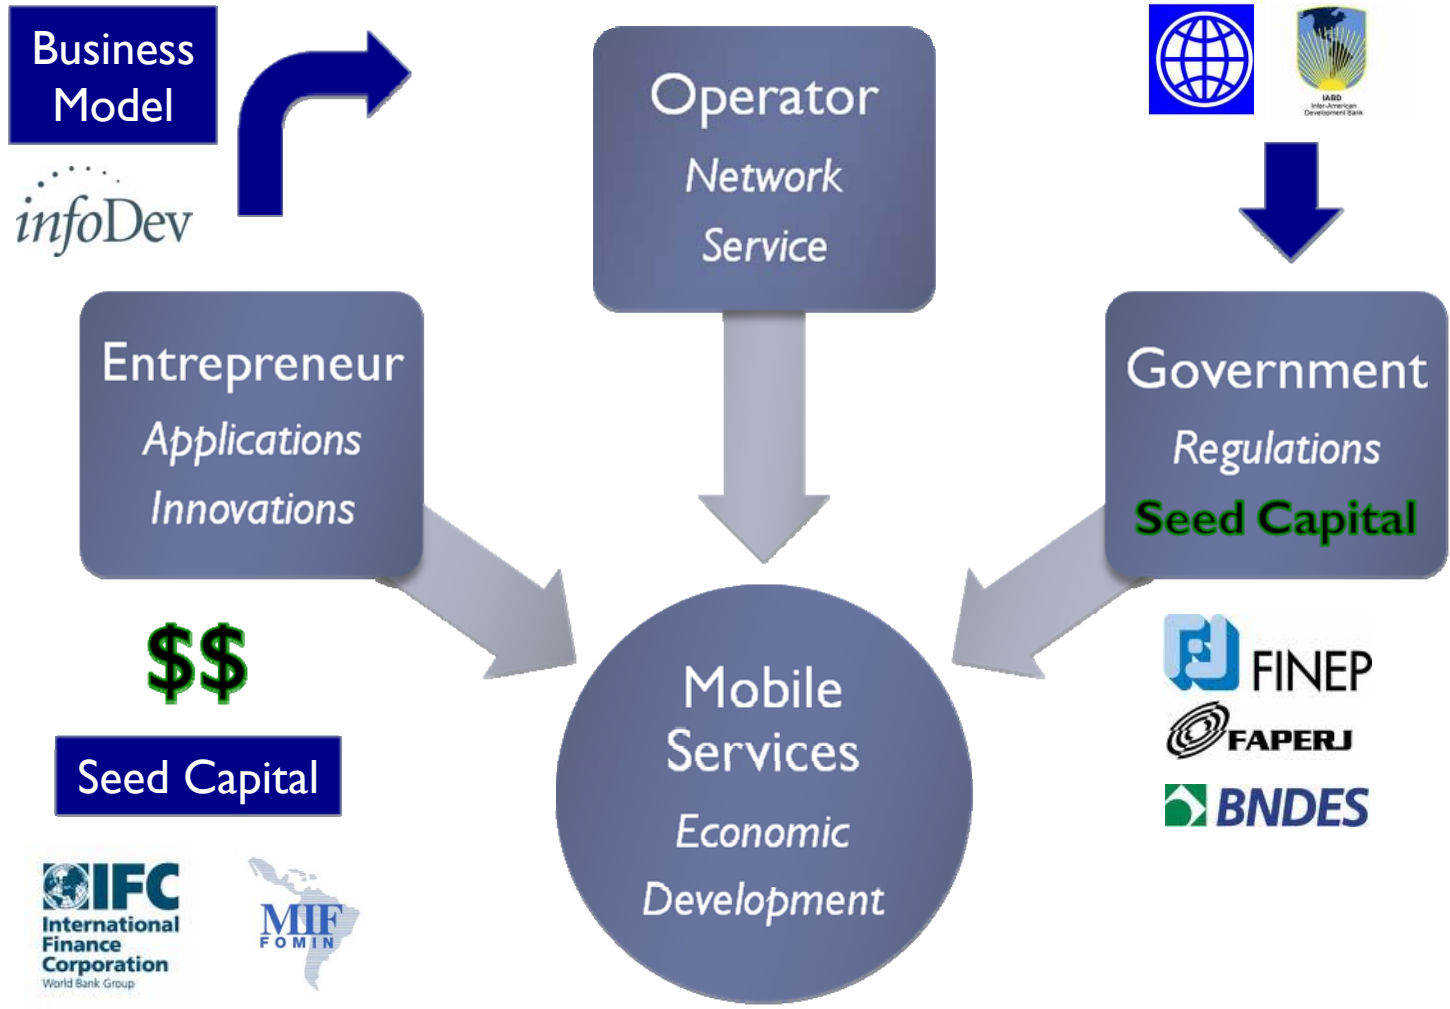 Business
Model
infoDev
Operator
Network
Service
IABD
Inter-American
Development Bank
Entrepreneur
Applications
Innovations
Government
Regulations
Seed Capital
$$
Seed Capital
IFC
International
Finance
Corporation
World Bank Group
MIF
FOMIN
Mobile
Services
Economic
Development
FINEP
FAPERJ
BNDES